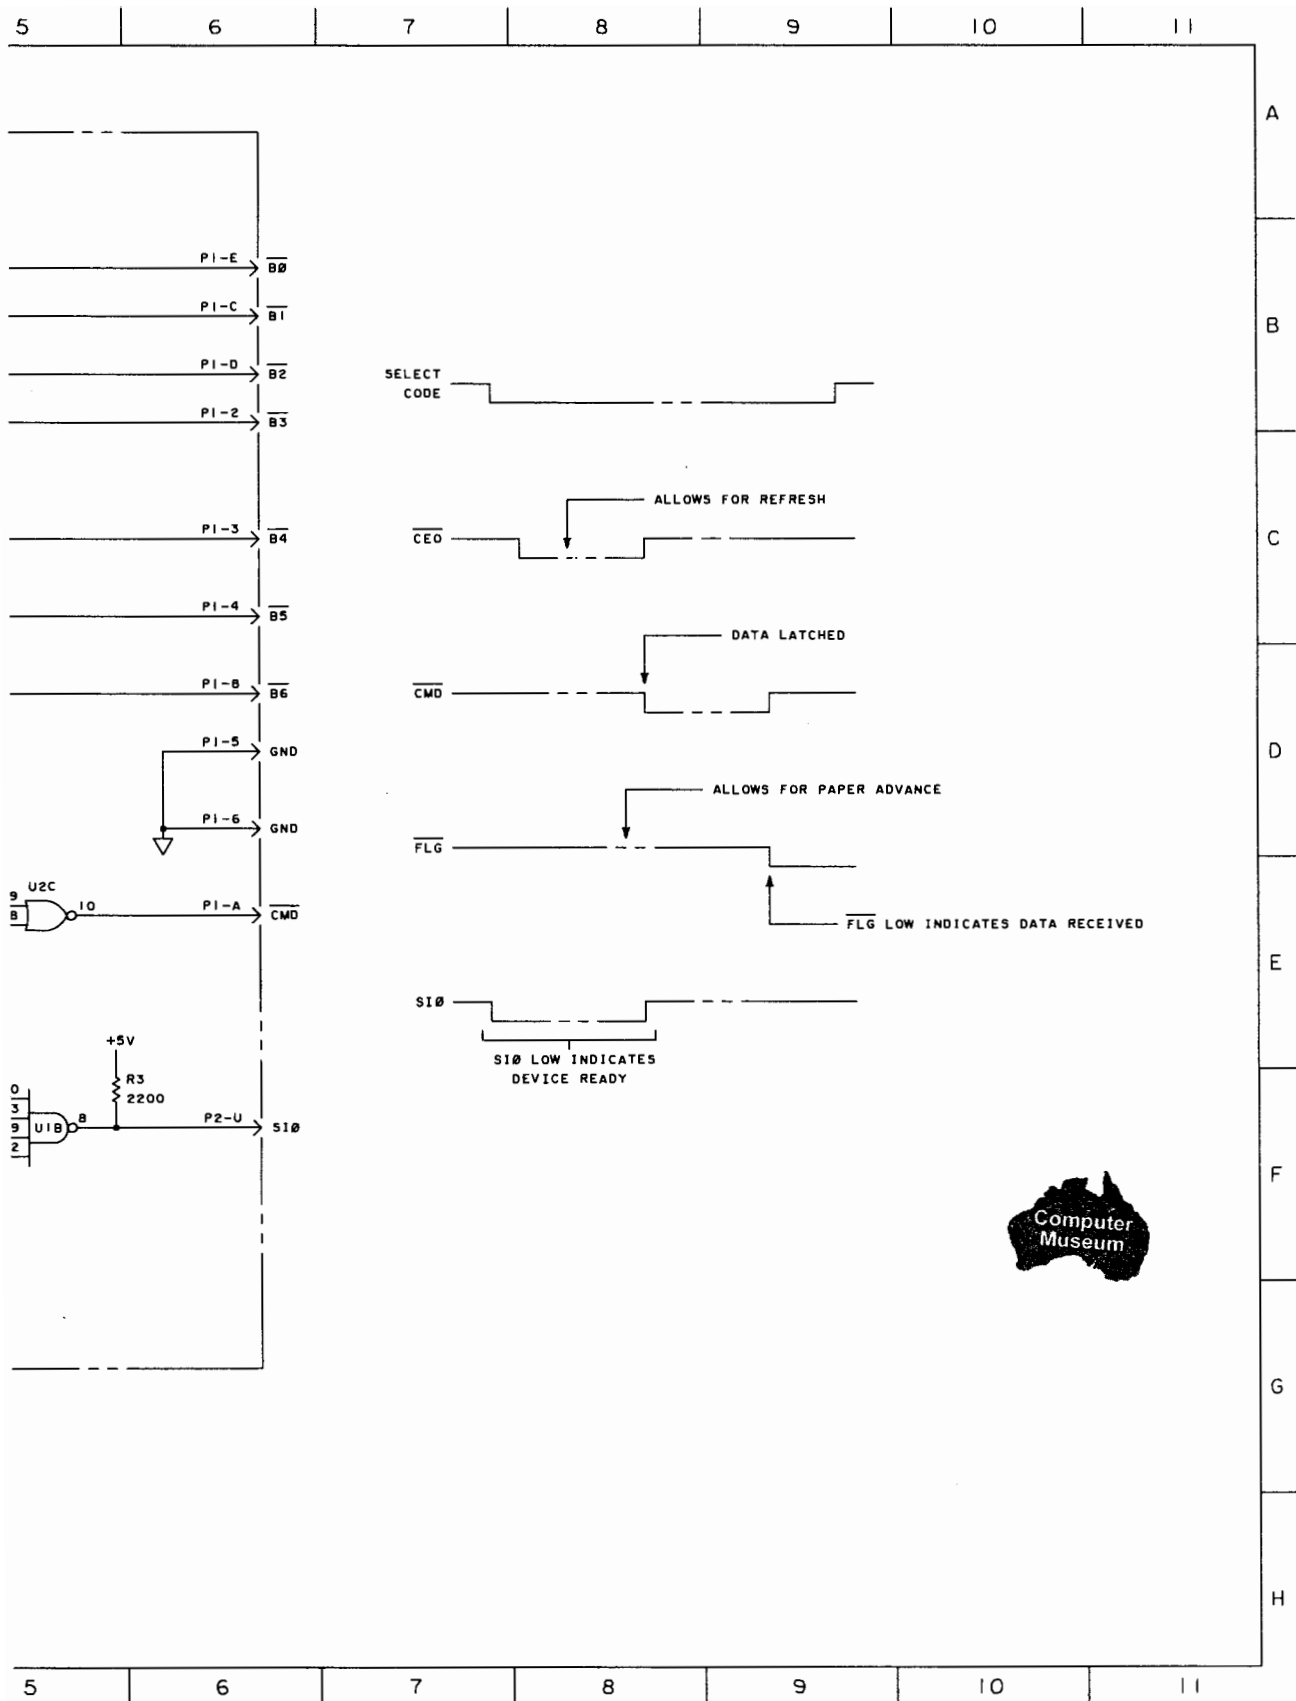 5 6 7 8 9 10 11
A
P1-E B0
P1-C B1
B
P1-D B2
SELECT
CODE
P1-2 B3
ALLOWS FOR REFRESH
P1-3 B4
CEO
C
P1-4 B5
DATA LATCHED
P1-B B6
CMD
D
P1-5 GND
ALLOWS FOR PAPER ADVANCE
P1-6 GND
FLG
U2C
9
8
10
P1-A CMD
FLG LOW INDICATES DATA RECEIVED
E
SIØ
+5V
SIØ LOW INDICATES
DEVICE READY
R3
2200
0
3
9
2
U1B
8
P2-U SIØ
F
Computer
Museum
G
H
5 6 7 8 9 10 11